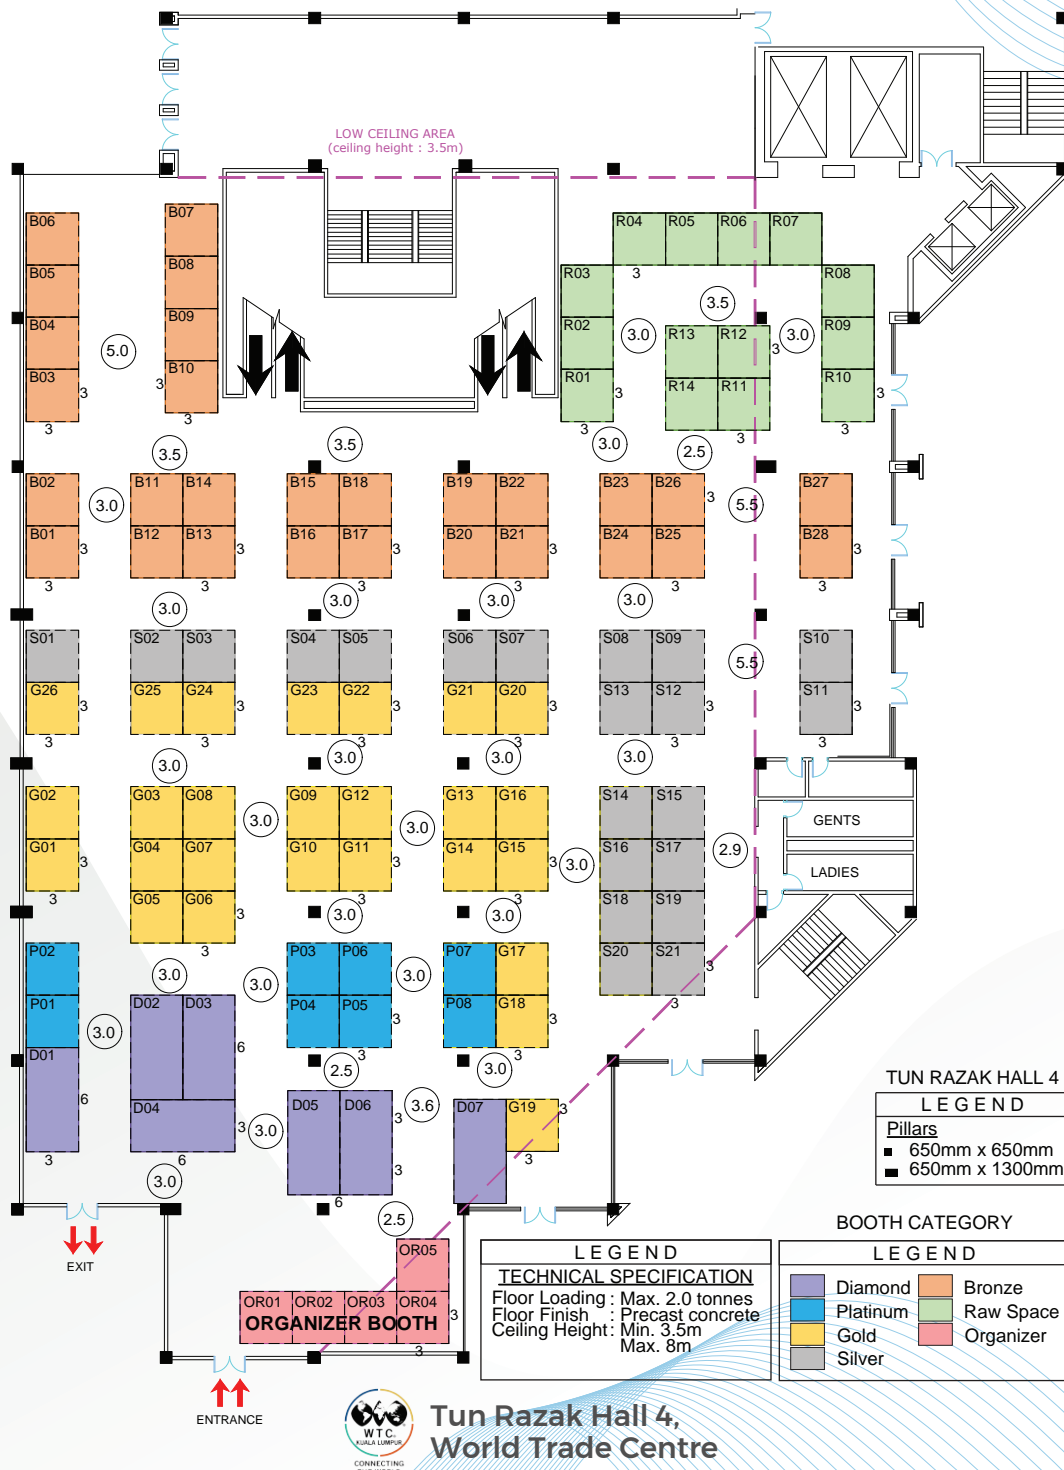 LOW CEILING AREA
(ceiling height : 3.5m)
B06
B07
R04 R05 R06 R07
B05
B08
R03
3
R08
B04
B09
3.5
5.0
R02
3.0
R13 R12
3
3.0
R09
B03
B10
3
3
R01
3
R14 R11
R10
3
3
3
3
3
3
3.5
3.5
3.0
2.5
B02
3.0
B11 B14
B15 B18
B19 B22
B23 B26
3
5.5
B27
B01
3
B12 B13
3
B16 B17
3
B20 B21
3
B24 B25
B28
3
3
3
3
3
3
3
3.0
3.0
3.0
3.0
S01
S02 S03
S04 S05
S06 S07
S08 S09
5.5
S10
G26
3
G25 G24
3
G23 G22
3
G21 G20
3
S13 S12
3
S11
3
3
3
3
3
3
3
3.0
3.0
3.0
3.0
G02
G03 G08
3.0
G09 G12
3.0
G13 G16
S14 S15
GENTS
G01
3
G04 G07
G10 G11
3
G14 G15
3
3.0
S16 S17
2.9
LADIES
3
G05 G06
3
3
3
S18 S19
3
3.0
3.0
P02
3.0
3.0
P03 P06
3.0
P07 G17
S20 S21
3
P01
3.0
D02 D03
6
P04 P05
3
P08 G18
3
3
D01
6
3
3
2.5
3.0
D04
3
3.0
D05 D06
3
3
3.6
D07 G19
3
3
3
6
6
3.0
2.5
EXIT
OR05
OR01 OR02 OR03 OR04
3
ORGANIZER BOOTH
3
ENTRANCE
TUN RAZAK HALL 4
LEGEND
Pillars
650mm x 650mm
650mm x 1300mm
LEGEND
TECHNICAL SPECIFICATION
Floor Loading : Max. 2.0 tonnes
Floor Finish : Precast concrete
Ceiling Height : Min. 3.5m
Max. 8m
BOOTH CATEGORY
LEGEND
Diamond Bronze
Platinum Raw Space
Gold Organizer
Silver
WTC
KUALA LUMPUR
CONNECTING
Tun Razak Hall 4,
World Trade Centre